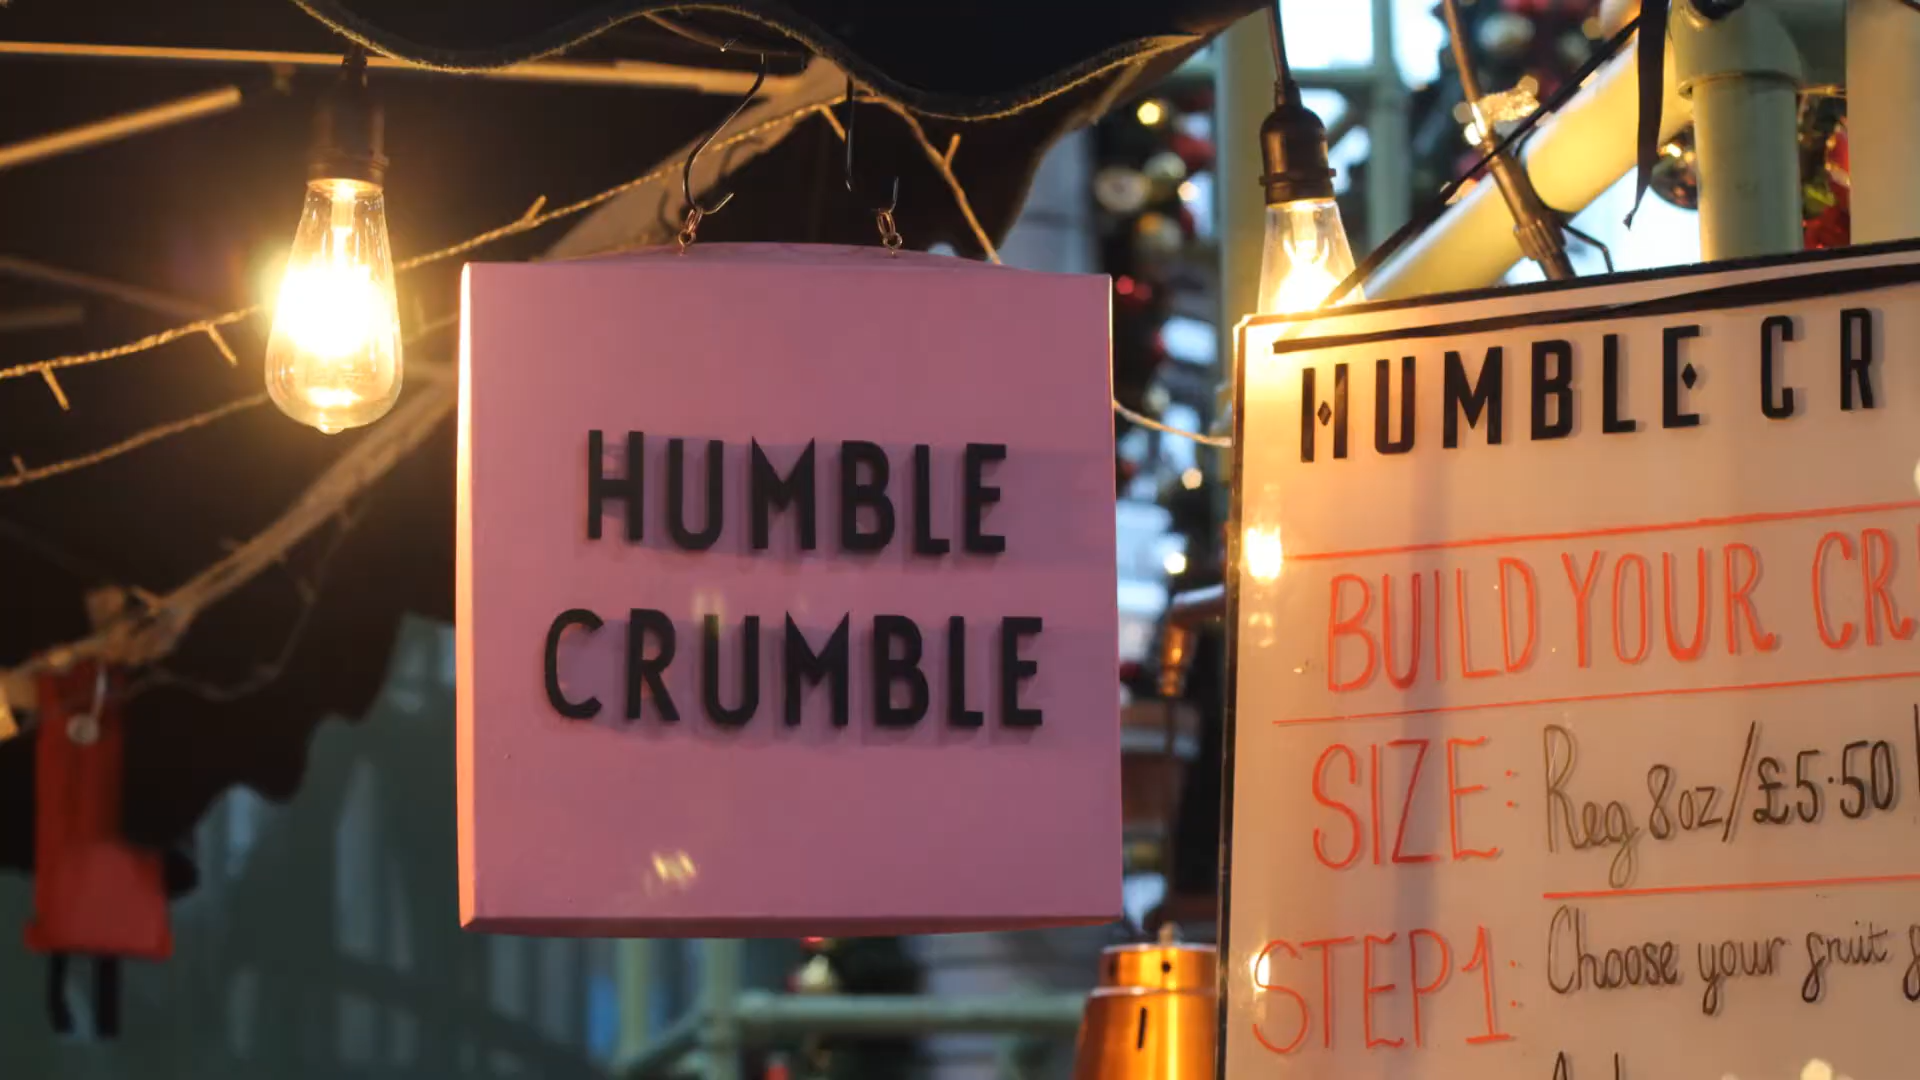 HUMBLE
CRUMBLE
HUMBLE CR
BUILD YOUR CR
SIZE: Reg 8oz/£5.50
STEP 1: Choose your fruit